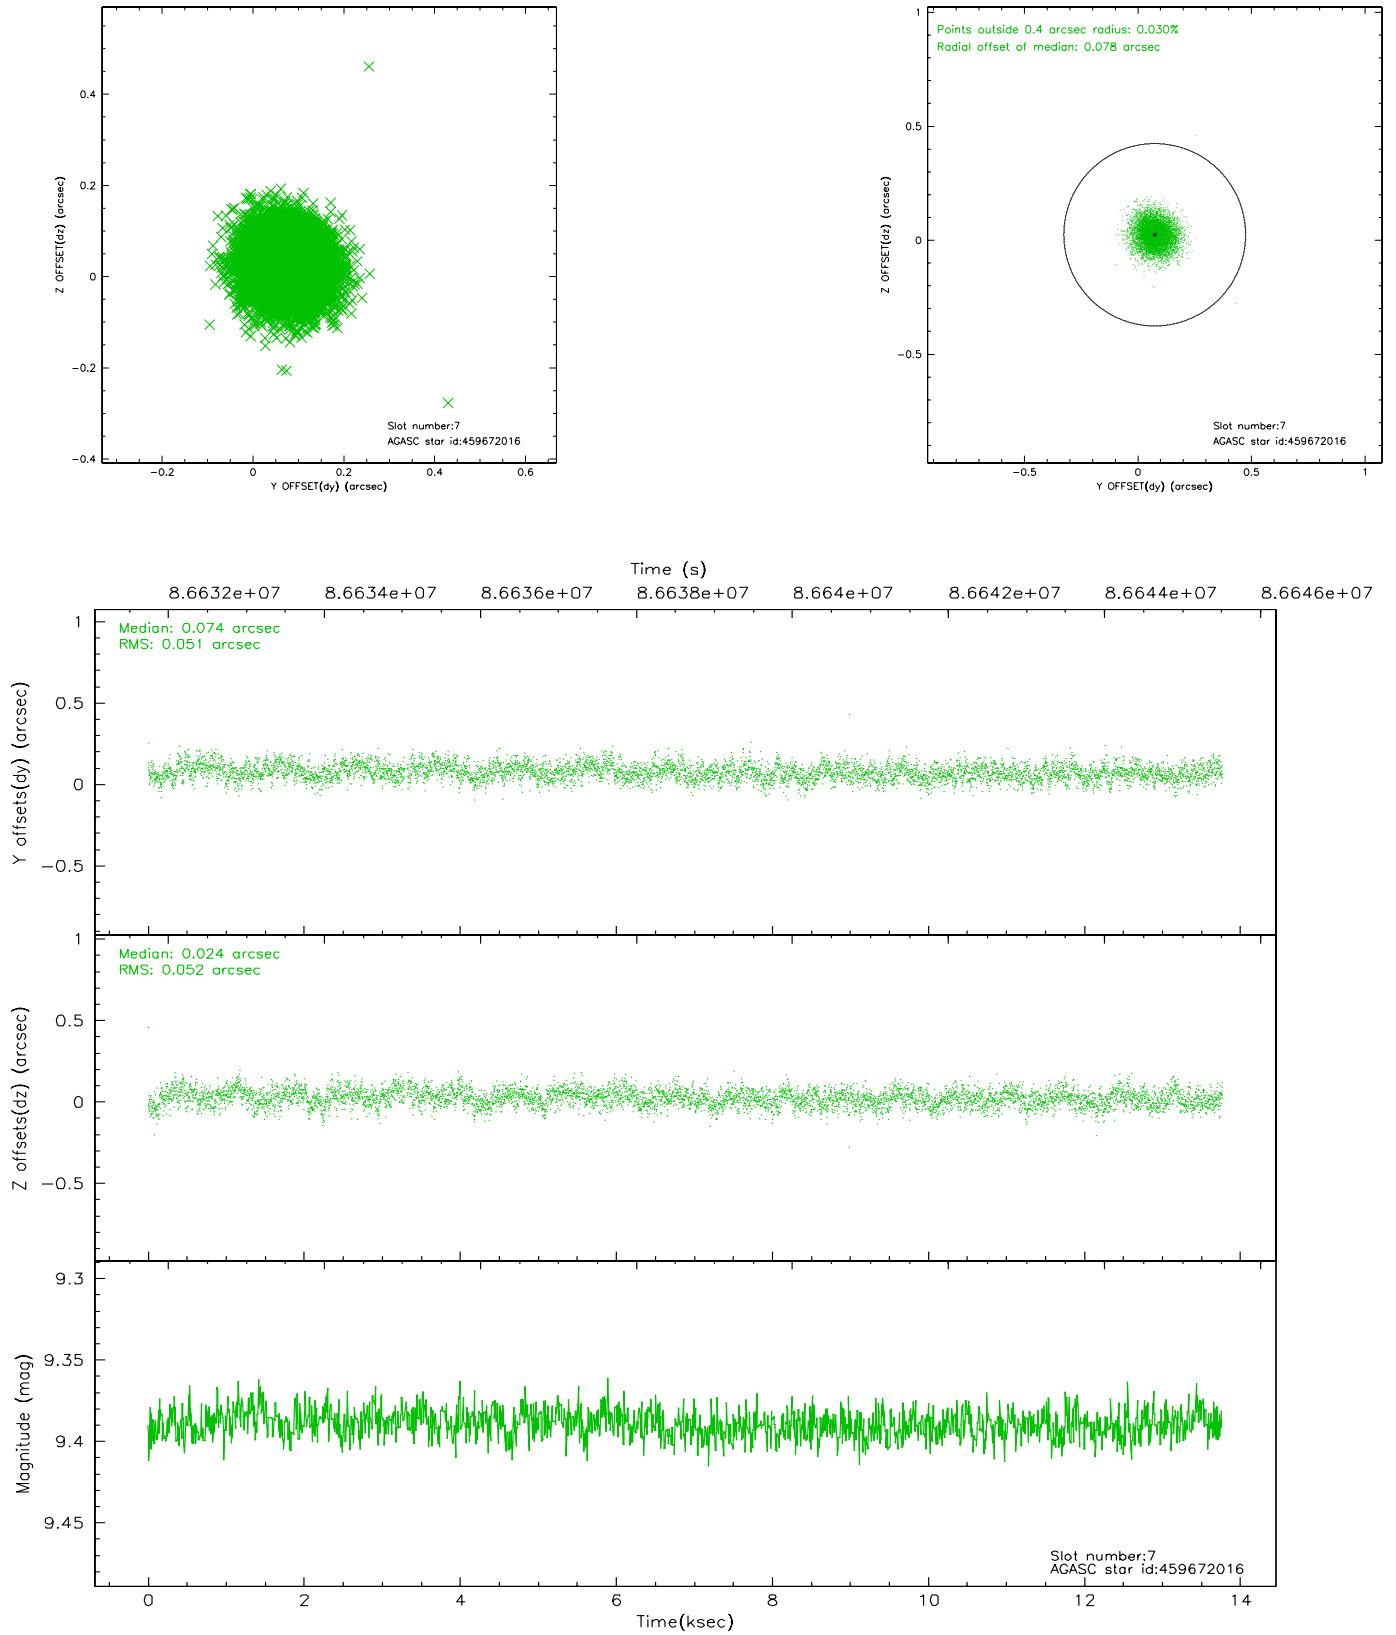 0.4
0.2
0
−0.2
−0.4
Z OFFSET(dz) (arcsec)
Slot number:7
AGASC star id:459672016
−0.2 0 0.2 0.4 0.6
Y OFFSET(dy) (arcsec)
Points outside 0.4 arcsec radius: 0.030%
Radial offset of median: 0.078 arcsec
1
0.5
0
−0.5
Z OFFSET(dz) (arcsec)
Slot number:7
AGASC star id:459672016
−0.5 0 0.5 1
Y OFFSET(dy) (arcsec)
Time (s)
8.6632e+07 8.6634e+07 8.6636e+07 8.6638e+07 8.664e+07 8.6642e+07 8.6644e+07 8.6646e+07
Median: 0.074 arcsec
RMS: 0.051 arcsec
1
0.5
0
−0.5
Y offsets(dy) (arcsec)
Median: 0.024 arcsec
RMS: 0.052 arcsec
1
0.5
0
−0.5
Z offsets(dz) (arcsec)
9.3
9.35
9.4
9.45
Magnitude (mag)
Slot number:7
AGASC star id:459672016
0 2 4 6 8 10 12 14
Time(ksec)